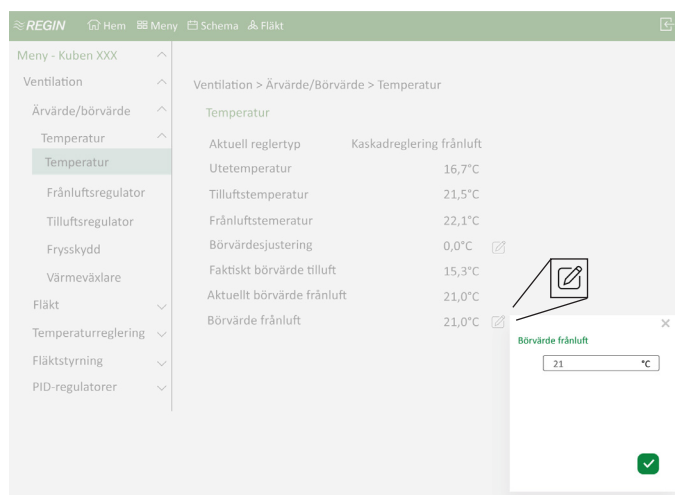 REGIN Hem Meny Schema Fläkt
Meny - Kuben XXX
Ventilation
Ärvärde/börvärde
Temperatur
Temperatur
Frånluftsregulator
Tilluftsregulator
Frysskydd
Värmeväxlare
Fläkt
Temperaturreglering
Fläktstyrning
PID-regulatorer
Ventilation > Ärvärde/Börvärde > Temperatur
Temperatur
Aktuell reglertyp Kaskadreglering frånluft
Utetemperatur 16,7°C
Tilluftstemperatur 21,5°C
Frånluftstemeratur 22,1°C
Börvärdesjustering 0,0°C
Faktiskt börvärde tilluft 15,3°C
Aktuellt börvärde frånluft 21,0°C
Börvärde frånluft 21,0°C
Börvärde frånluft
21 °C